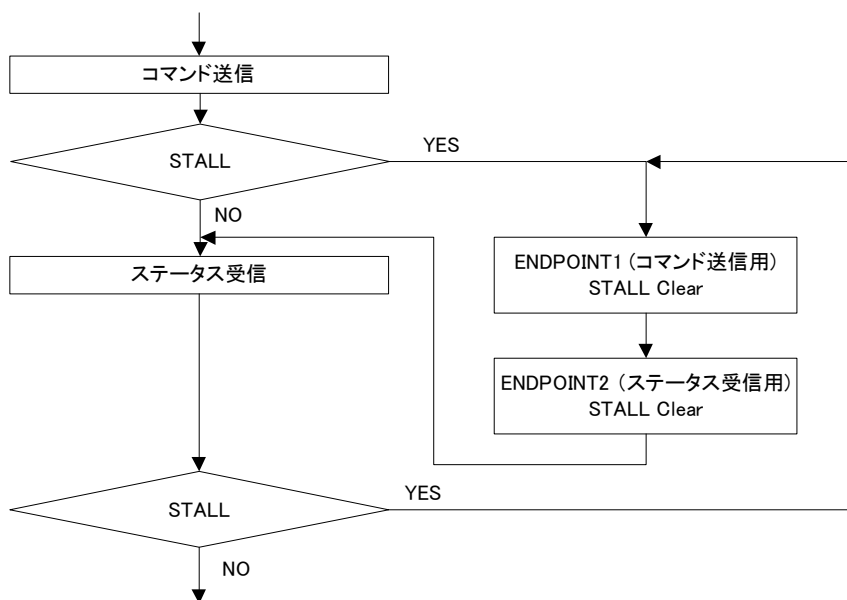 コマンド送信
STALL
YES
NO
ENDPOINT1 (コマンド送信用)
STALL Clear
ステータス受信
ENDPOINT2 (ステータス受信用)
STALL Clear
STALL
YES
NO